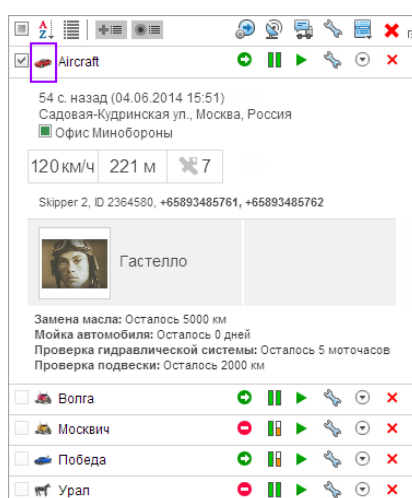 Aircraft
54 с. назад (04.06.2014 15:51)
Садовая-Кудринская ул., Москва, Россия
Офис Минобороны
120 км/ч 221 м 7
Skipper 2, ID 2364580, +65893485761, +65893485762
Гастелло
Замена масла: Осталось 5000 км
Мойка автомобиля: Осталось 0 дней
Проверка гидравлической системы: Осталось 5 моточасов
Проверка подвески: Осталось 2000 км
Волга
Москвич
Победа
Урал